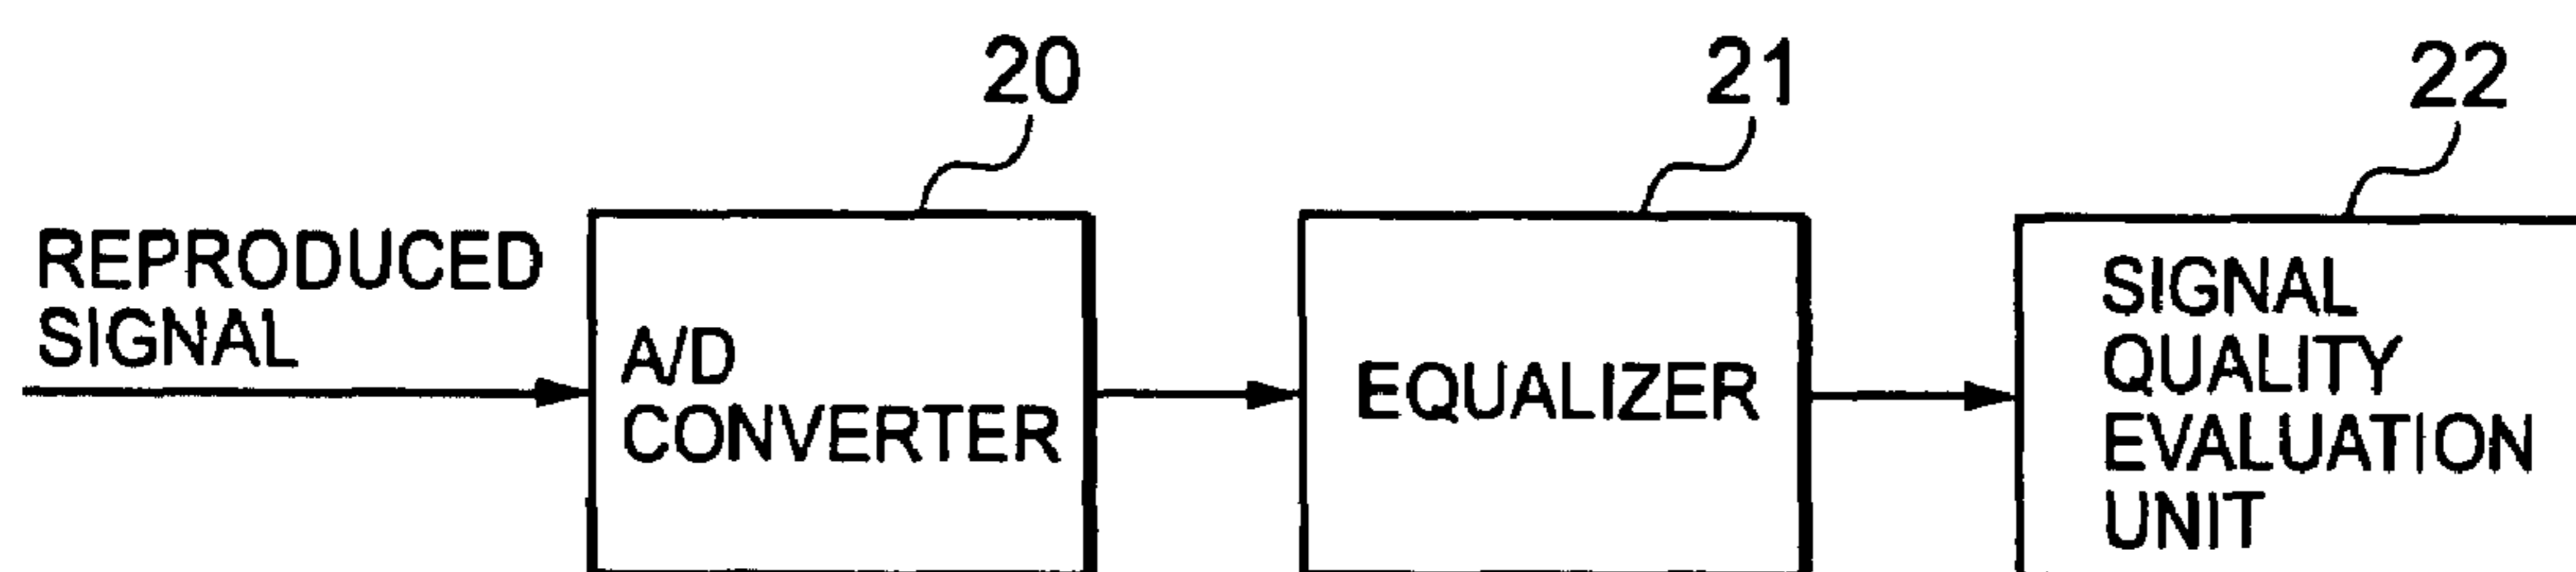 20
21
22
REPRODUCED
SIGNAL
A/D
CONVERTER
EQUALIZER
SIGNAL
QUALITY
EVALUATION
UNIT